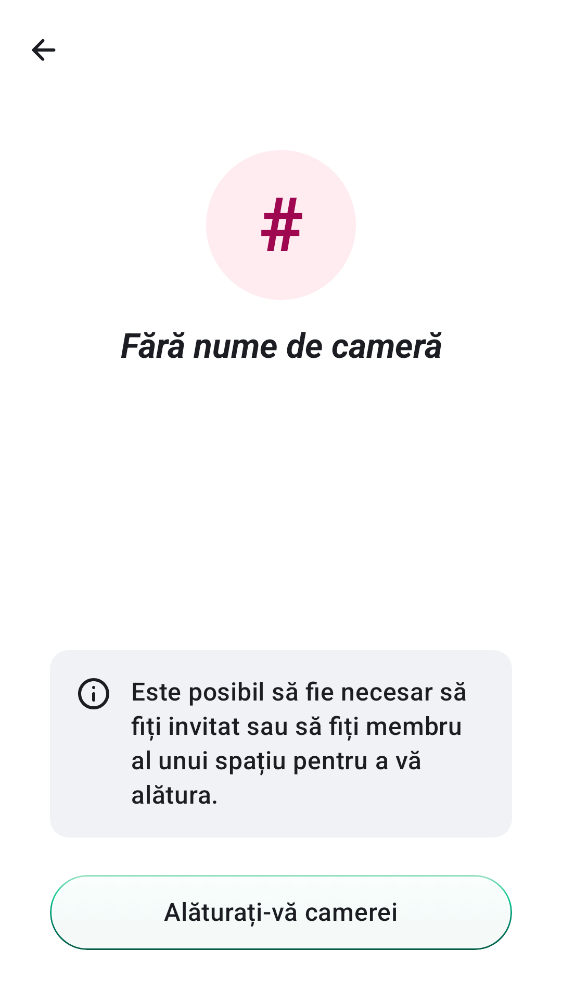 #
Fără nume de cameră
Este posibil să fie necesar să
fiți invitat sau să fiți membru
al unui spațiu pentru a vă
alătura.
Alăturați-vă camerei